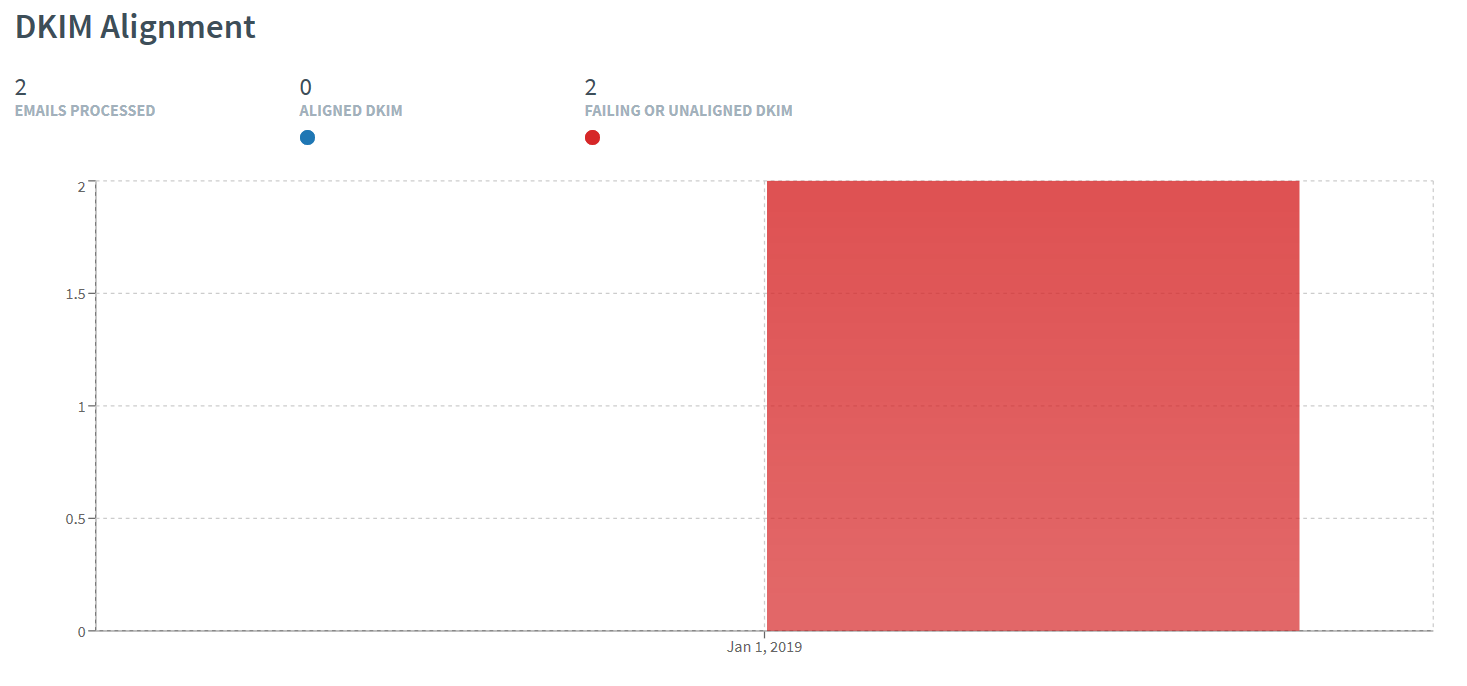 DKIM Alignment
2
EMAILS PROCESSED
0
ALIGNED DKIM
2
FAILING OR UNALIGNED DKIM
2
1.5
1
0.5
0
Jan 1, 2019